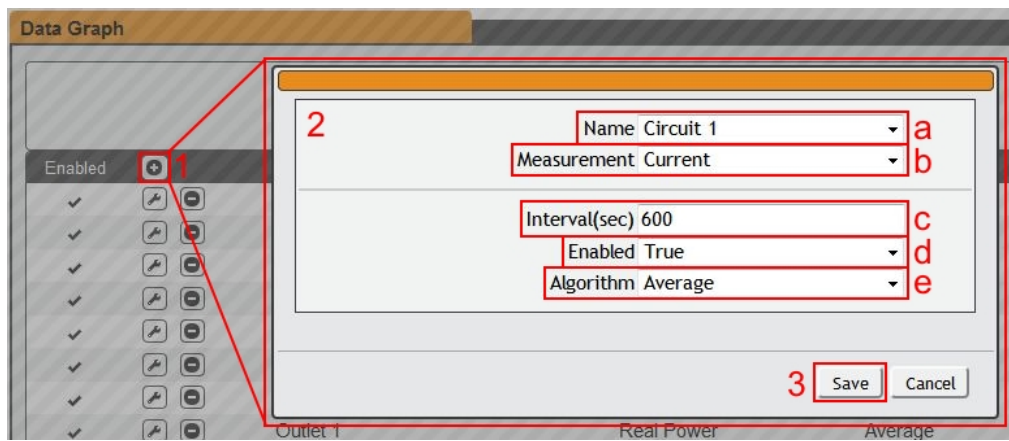 Data Graph
2
Name Circuit 1 a
Measurement Current b
Enabled 1
Interval(sec) 600 c
Enabled True d
Algorithm Average e
3 Save Cancel
Outlet 1 Real Power Average